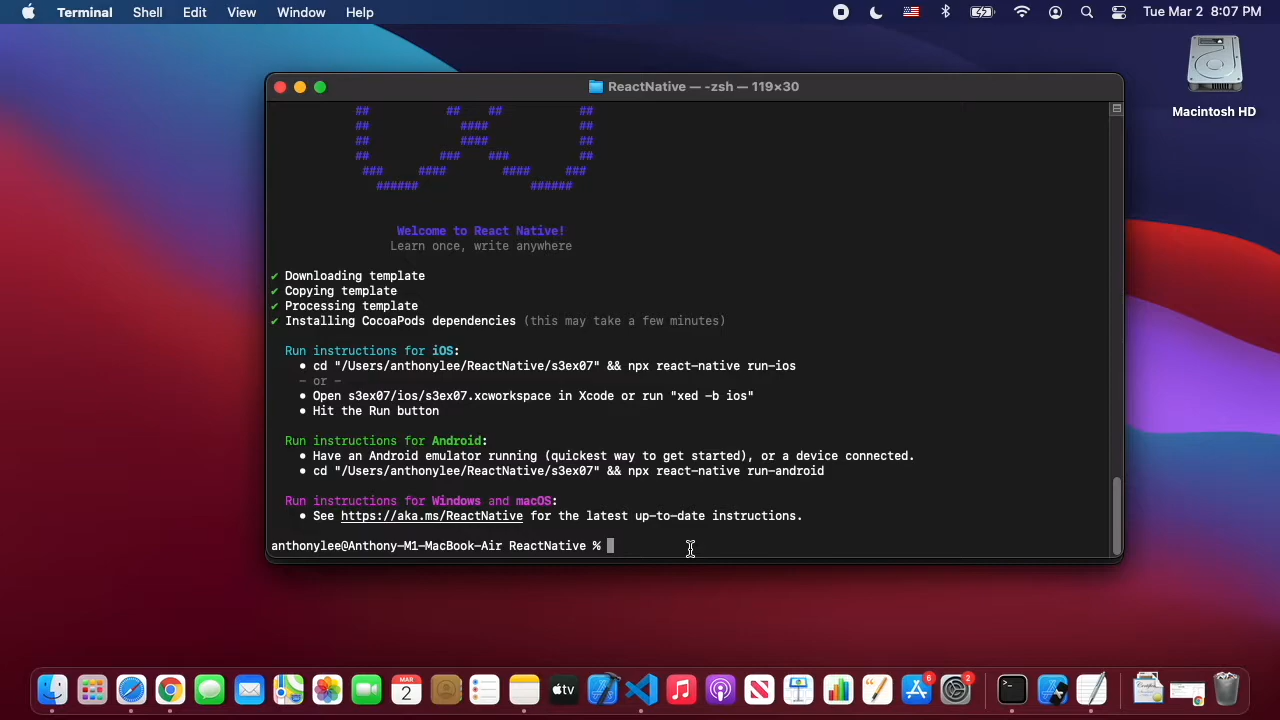 Terminal Shell Edit View Window Help Tue Mar 2 8:07 PM
Macintosh HD
ReactNative — -zsh — 119×30
## ## ## ##
## #### ##
## #### ##
## ### ### ##
### #### #### ###
###### ######
Welcome to React Native!
Learn once, write anywhere
✔ Downloading template
✔ Copying template
✔ Processing template
✔ Installing CocoaPods dependencies (this may take a few minutes)
Run instructions for iOS:
• cd "/Users/anthonylee/ReactNative/s3ex07" && npx react-native run-ios
- or -
• Open s3ex07/ios/s3ex07.xcworkspace in Xcode or run "xed -b ios"
• Hit the Run button
Run instructions for Android:
• Have an Android emulator running (quickest way to get started), or a device connected.
• cd "/Users/anthonylee/ReactNative/s3ex07" && npx react-native run-android
Run instructions for Windows and macOS:
• See https://aka.ms/ReactNative for the latest up-to-date instructions.
anthonylee@Anthony-M1-MacBook-Air ReactNative %
MAR
2
tv
6
2